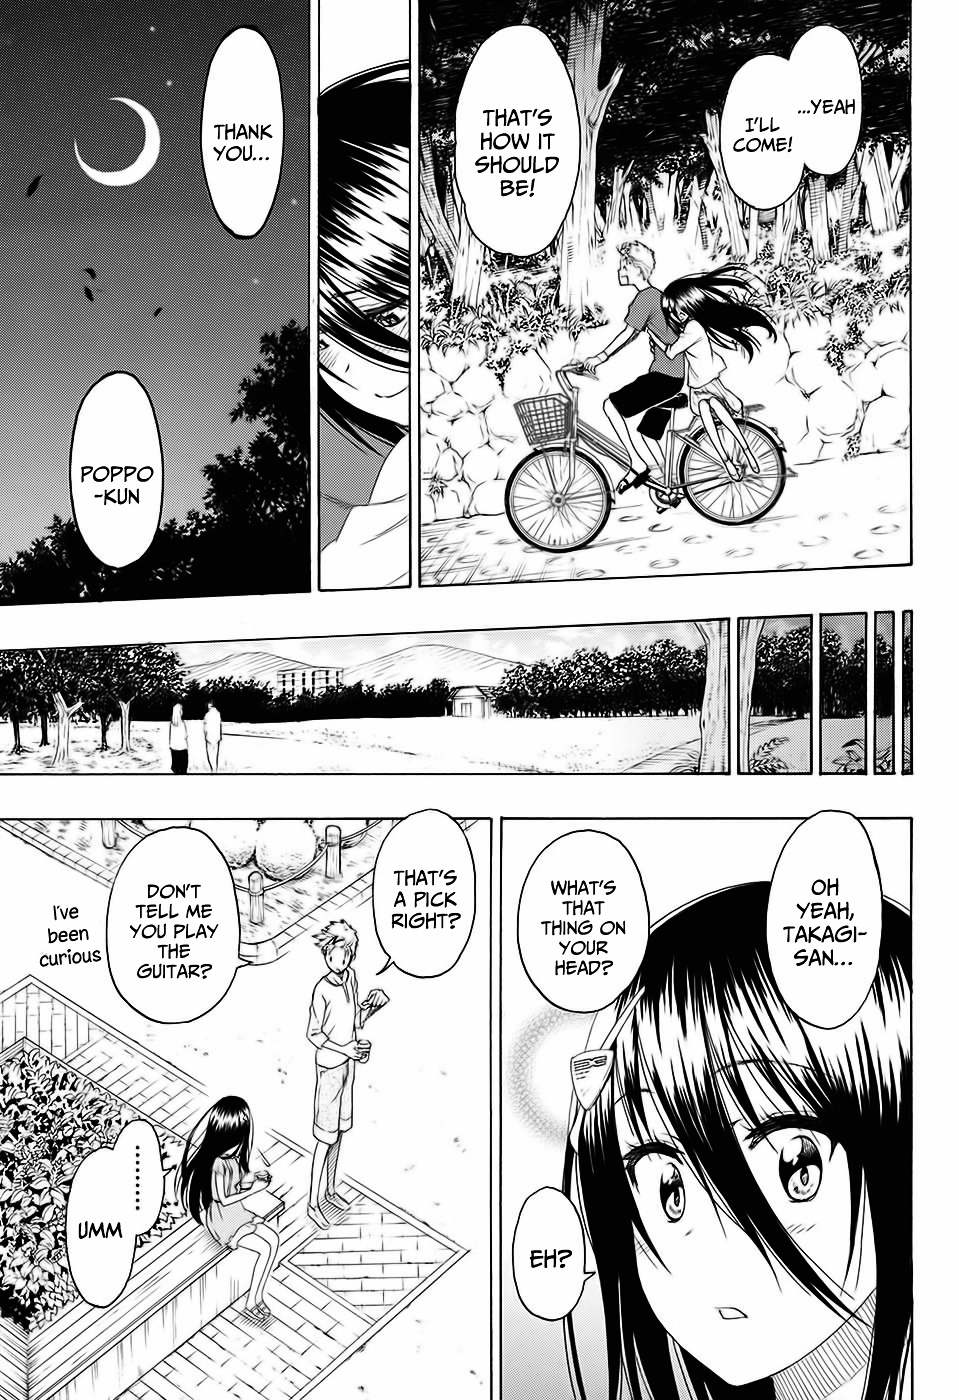 ...YEAH
I'LL
COME!
THAT'S
HOW IT
SHOULD
BE!
THANK
YOU...
POPPO
-KUN
OH
YEAH,
TAKAGI-
SAN...
WHAT'S
THAT
THING ON
YOUR
HEAD?
EH?
THAT'S
A PICK
RIGHT?
DON'T
TELL ME
YOU PLAY
THE
GUITAR?
I've
been
curious
.........
UMM